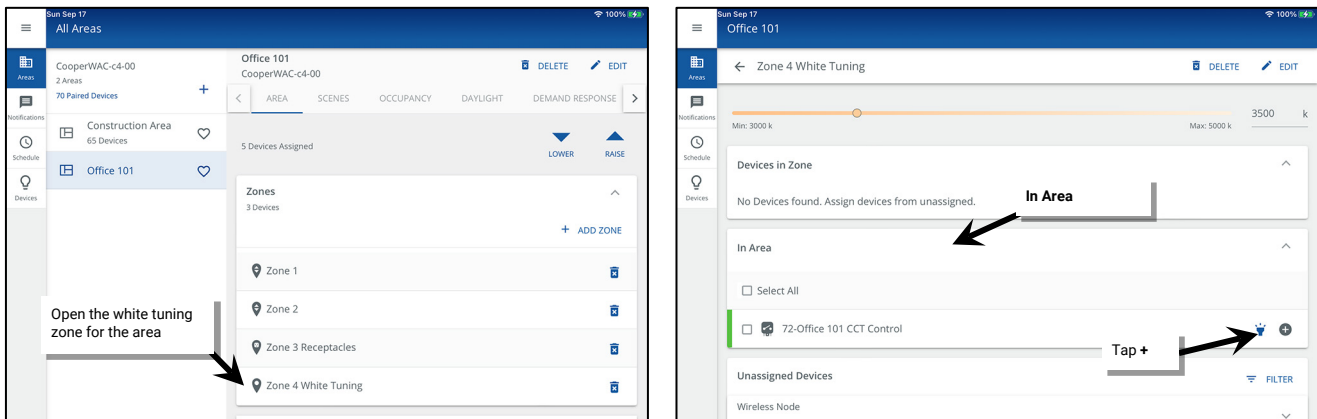 Sun Sep 17
100%
All Areas
Areas
Notifications
Schedule
Devices
CooperWAC-c4-00
2 Areas
70 Paired Devices
+
Construction Area
65 Devices
Office 101
Office 101
CooperWAC-c4-00
DELETE
EDIT
< AREA SCENES OCCUPANCY DAYLIGHT DEMAND RESPONSE >
5 Devices Assigned
LOWER RAISE
Zones
3 Devices
+ ADD ZONE
Zone 1
Zone 2
Zone 3 Receptacles
Zone 4 White Tuning
Open the white tuning
zone for the area
Sun Sep 17
100%
Office 101
Areas
Notifications
Schedule
Devices
← Zone 4 White Tuning
DELETE
EDIT
Min: 3000 k
Max: 5000 k
3500 k
Devices in Zone
No Devices found. Assign devices from unassigned.
In Area
In Area
Select All
72-Office 101 CCT Control
Tap +
Unassigned Devices
FILTER
Wireless Node